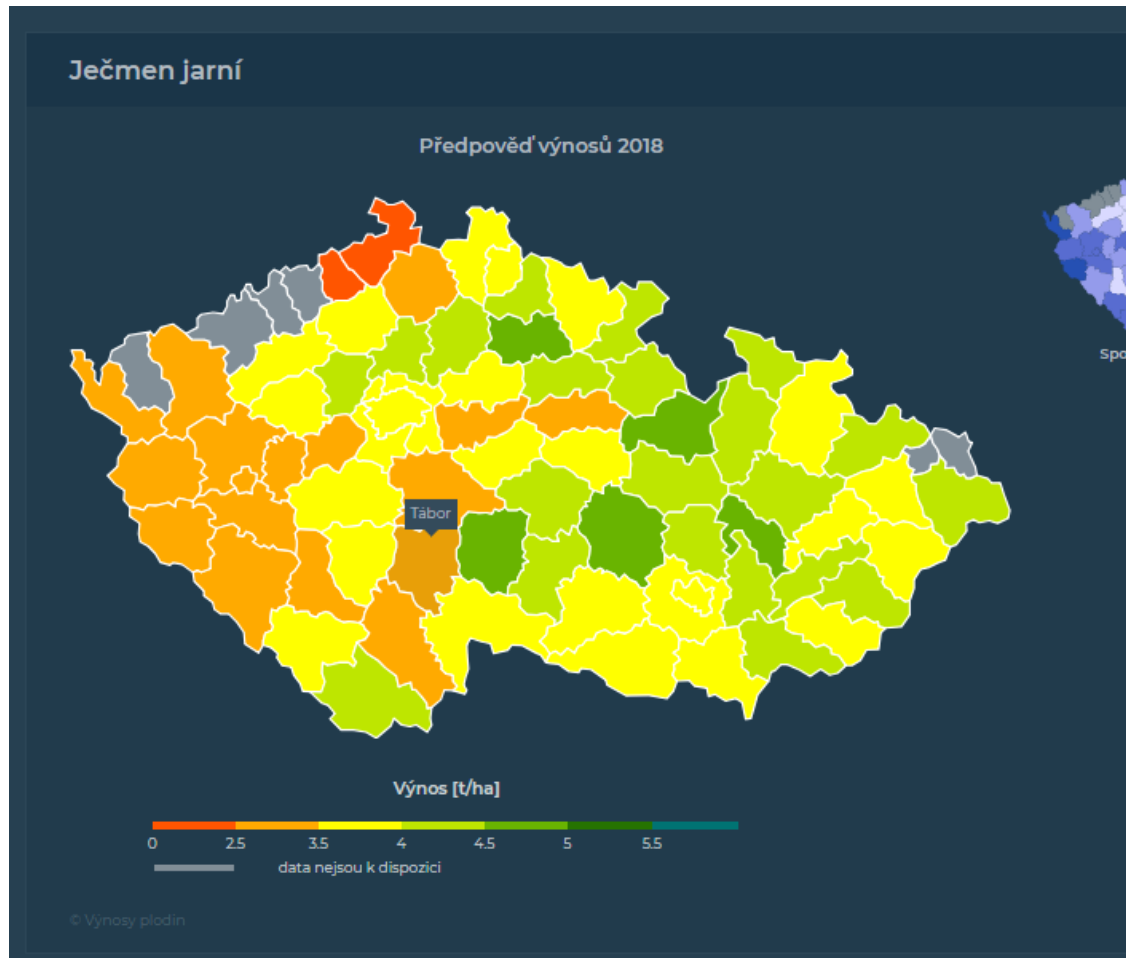 Ječmen jarní
Předpověď výnosů 2018
Spo
Tábor
Výnos [t/ha]
0 2.5 3.5 4 4.5 5 5.5
data nejsou k dispozici
© Výnosy plodin